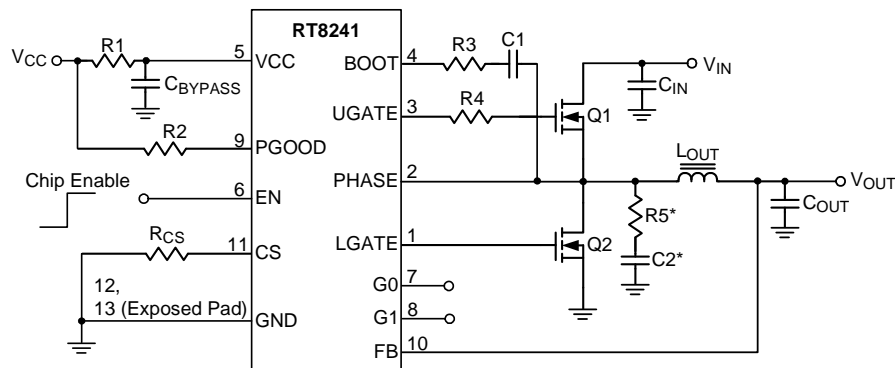 RT8241
VCC
R1
5
VCC
CBYPASS
R2
9
PGOOD
Chip Enable
6
EN
RCS
11
CS
12,
13 (Exposed Pad)
GND
BOOT
4
R3
C1
VIN
CIN
UGATE
3
R4
Q1
PHASE
2
LOUT
VOUT
COUT
R5*
C2*
LGATE
1
Q2
G0
7
G1
8
FB
10